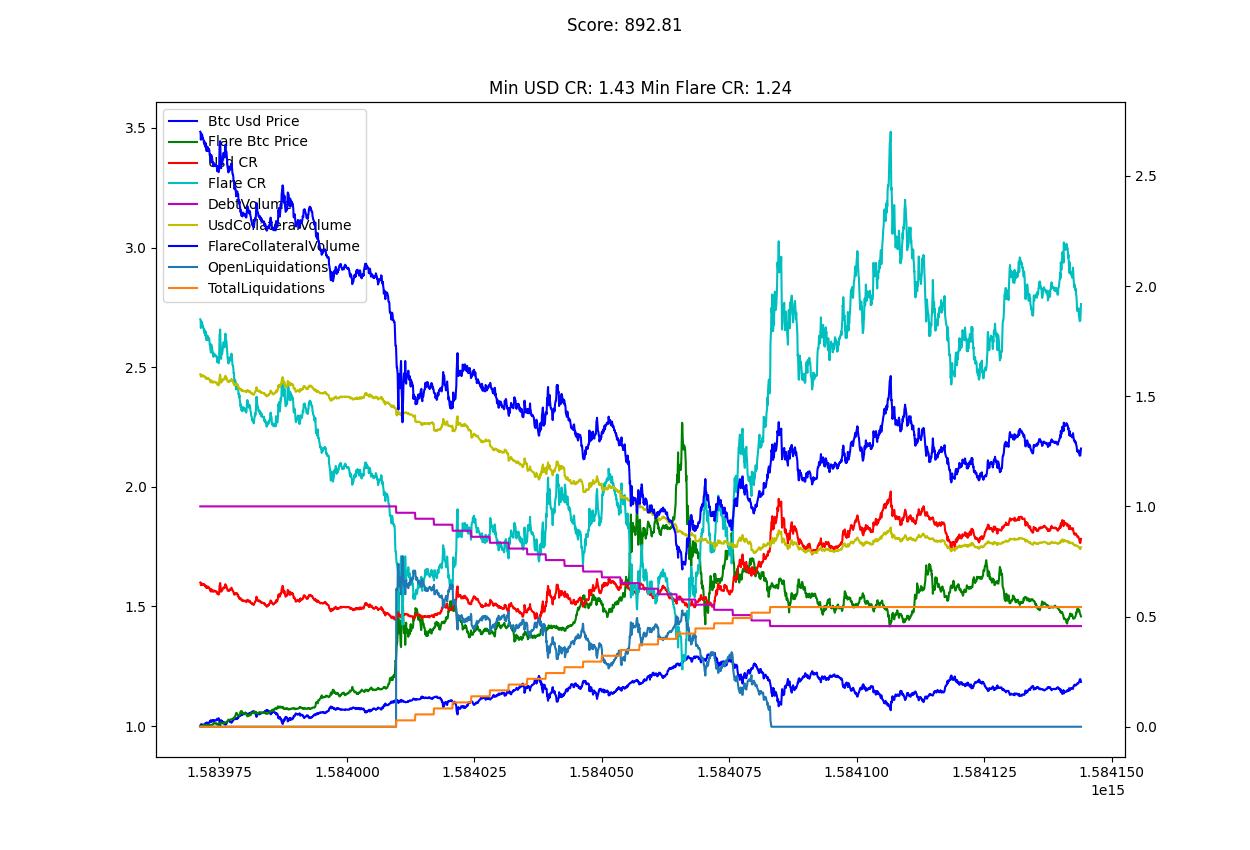 Score: 892.81
Min USD CR: 1.43 Min Flare CR: 1.24
Btc Usd Price
Flare Btc Price
Usd CR
Flare CR
DebtVolume
UsdCollateralVolume
FlareCollateralVolume
OpenLiquidations
TotalLiquidations
3.5
3.0
2.5
2.0
1.5
1.0
2.5
2.0
1.5
1.0
0.5
0.0
1.583975 1.584000 1.584025 1.584050 1.584075 1.584100 1.584125 1.584150
1e15